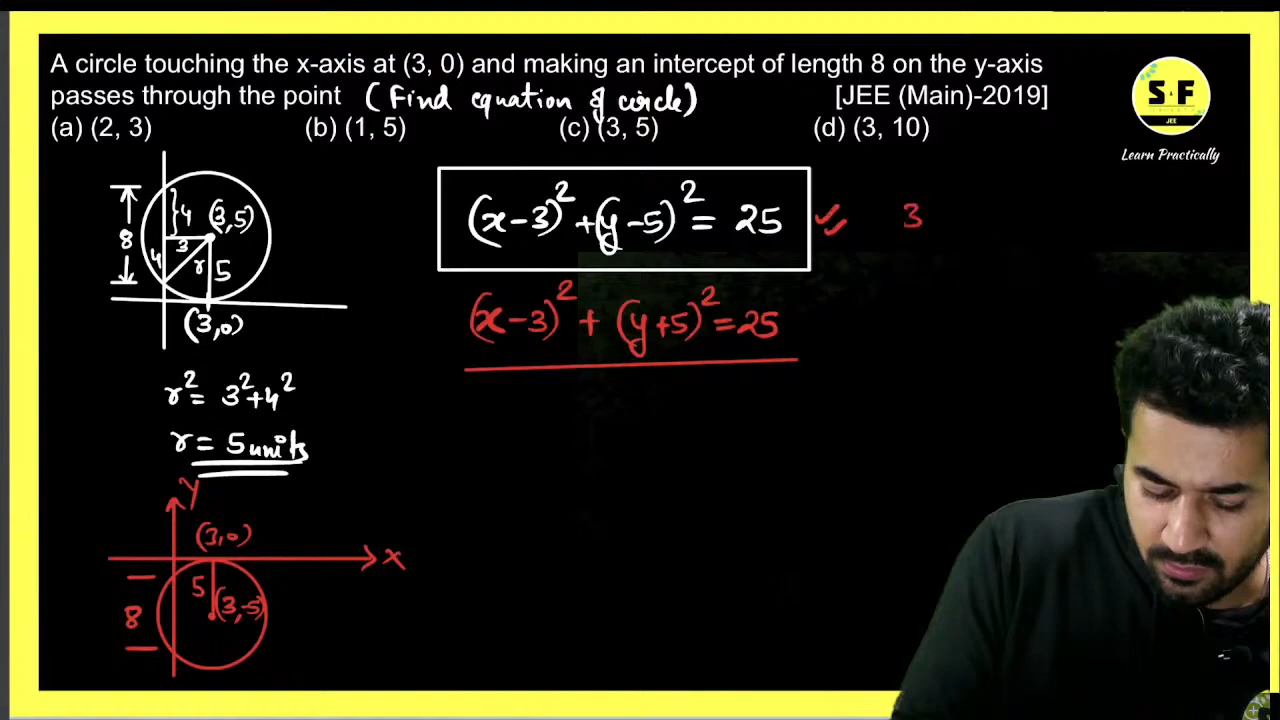 A circle touching the x-axis at (3, 0) and making an intercept of length 8 on the y-axis
passes through the point (Find equation of circle) [JEE (Main)-2019]
(a) (2, 3) (b) (1, 5) (c) (3, 5) (d) (3, 10)
S F
JEE
Learn Practically
(x-3)²+(y-5)² = 25 3
(x-3)² + (y+5)² = 25
8
4
(3,5)
3
4
r
5
(3,0)
r² = 3²+4²
r = 5 units
y
(3,0)
x
5
(3,-5)
8